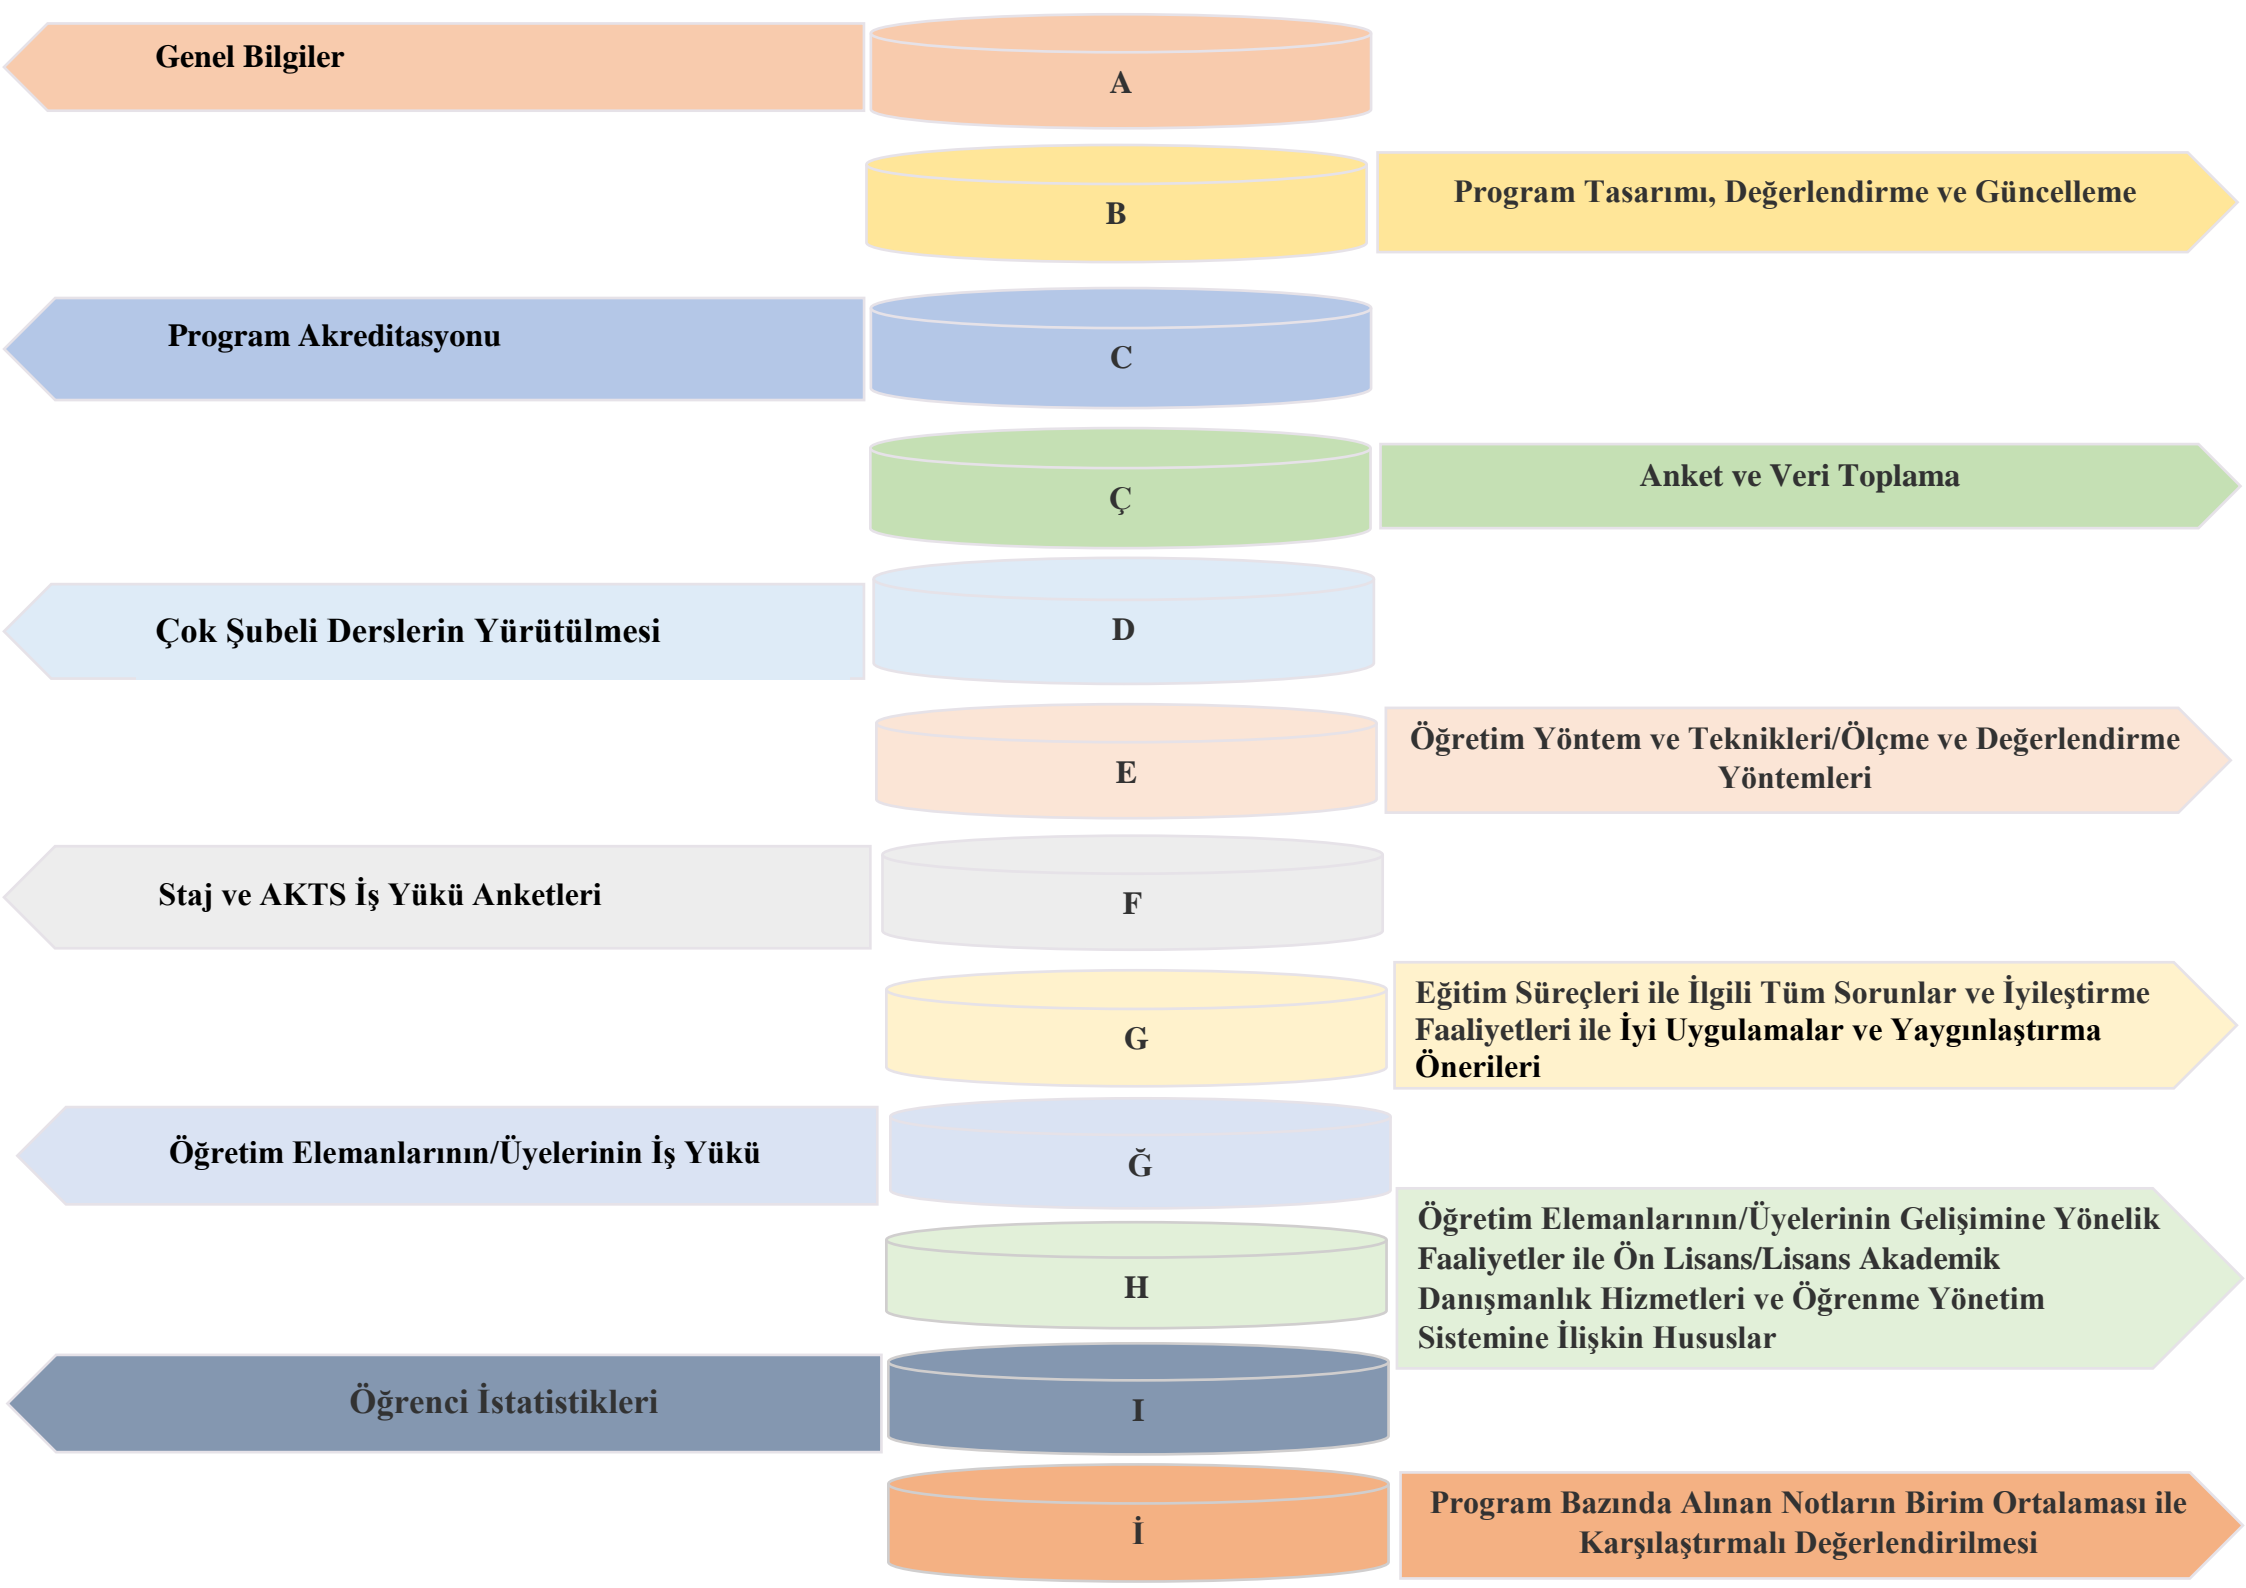 Genel Bilgiler
A
B
Program Tasarımı, Değerlendirme ve Güncelleme
Program Akreditasyonu
C
Ç
Anket ve Veri Toplama
Çok Şubeli Derslerin Yürütülmesi
D
E
Öğretim Yöntem ve Teknikleri/Ölçme ve Değerlendirme
Yöntemleri
Staj ve AKTS İş Yükü Anketleri
F
G
Eğitim Süreçleri ile İlgili Tüm Sorunlar ve İyileştirme
Faaliyetleri ile İyi Uygulamalar ve Yaygınlaştırma
Önerileri
Öğretim Elemanlarının/Üyelerinin İş Yükü
Ğ
H
Öğretim Elemanlarının/Üyelerinin Gelişimine Yönelik
Faaliyetler ile Ön Lisans/Lisans Akademik
Danışmanlık Hizmetleri ve Öğrenme Yönetim
Sistemine İlişkin Hususlar
Öğrenci İstatistikleri
I
İ
Program Bazında Alınan Notların Birim Ortalaması ile
Karşılaştırmalı Değerlendirilmesi